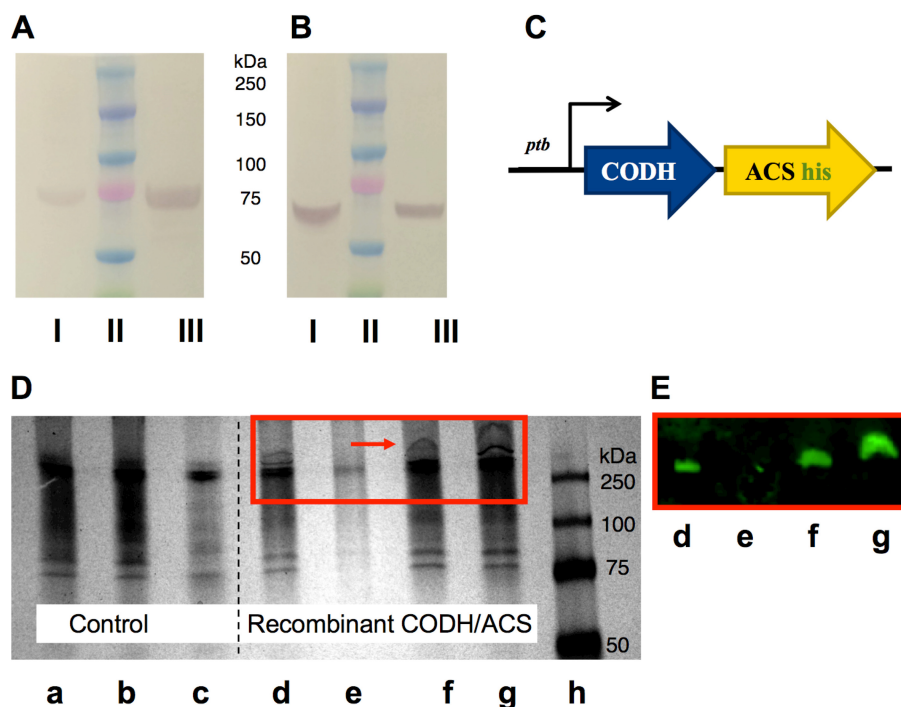 A
B
C
kDa
250
150
100
75
50
I II III
I II III
ptb
CODH
ACS his
D
E
kDa
250
100
75
50
Control
Recombinant CODH/ACS
a b c d e f g h
d e f g